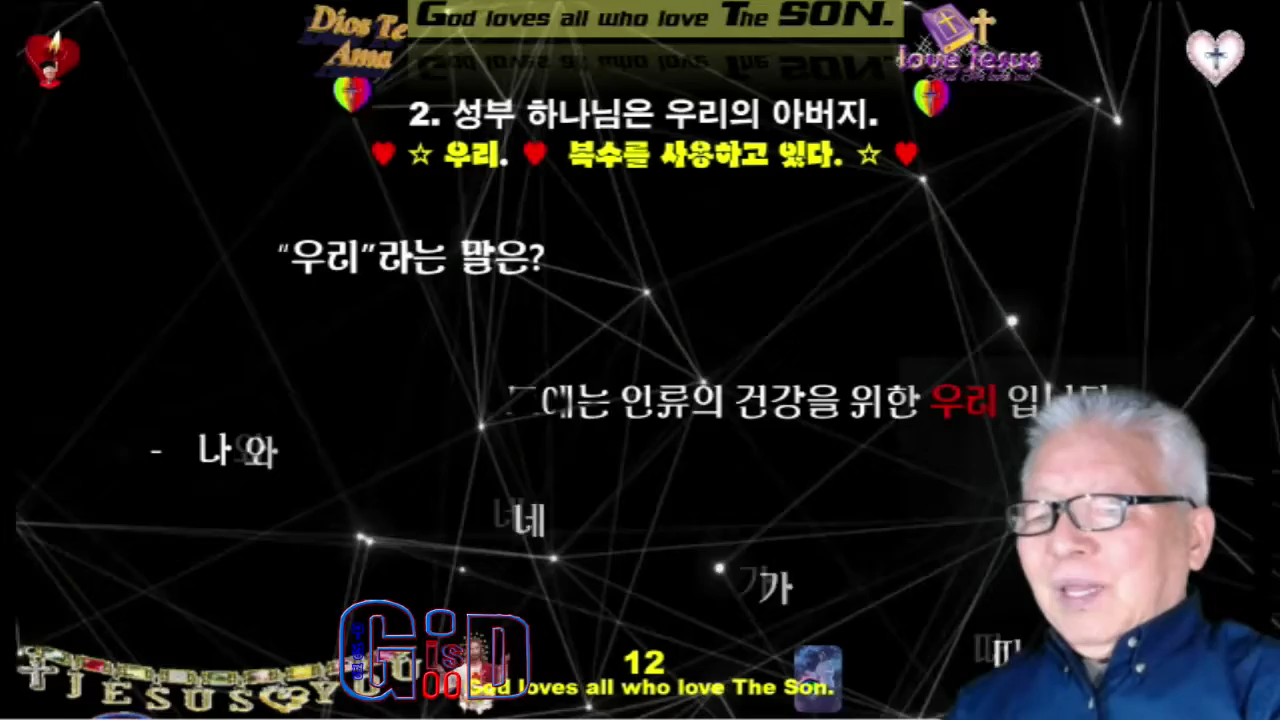 Dios Te
Ama
God loves all who love The SON.
love Jesus
2. 성부 하나님은 우리의 아버지.
☆ 우리. 복수를 사용하고 있다. ☆
“우리”라는 말은?
대는 인류의 건강을 위한 우리
- 나 와
네
가
GisD
12
God loves all who love The Son.
JESUS